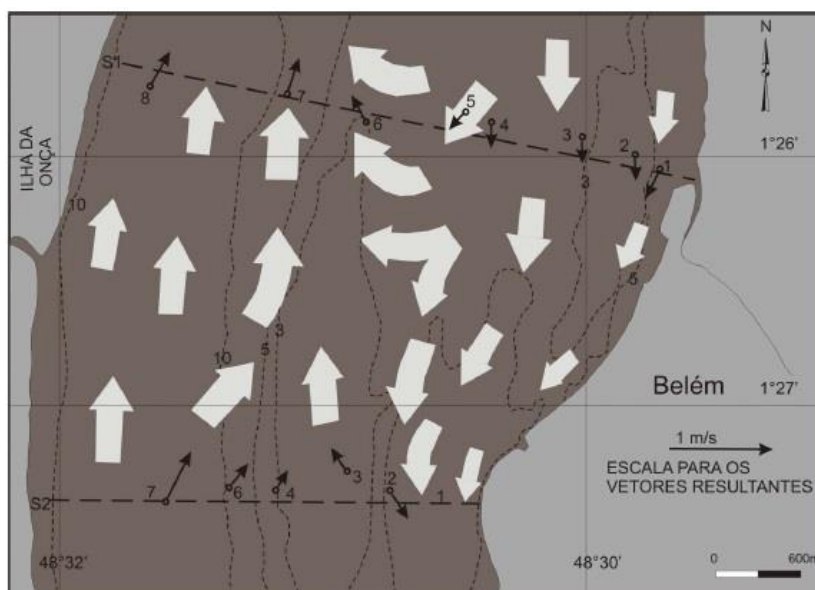 N
S1
8
7
6
5
4
3
2
1
3
1°26'
ILHA DA
ONÇA
10
5
3
10
5
Belém
1°27'
1 m/s
ESCALA PARA OS
VETORES RESULTANTES
S2
7
6
4
3
2
1
48°32'
48°30'
0
600m